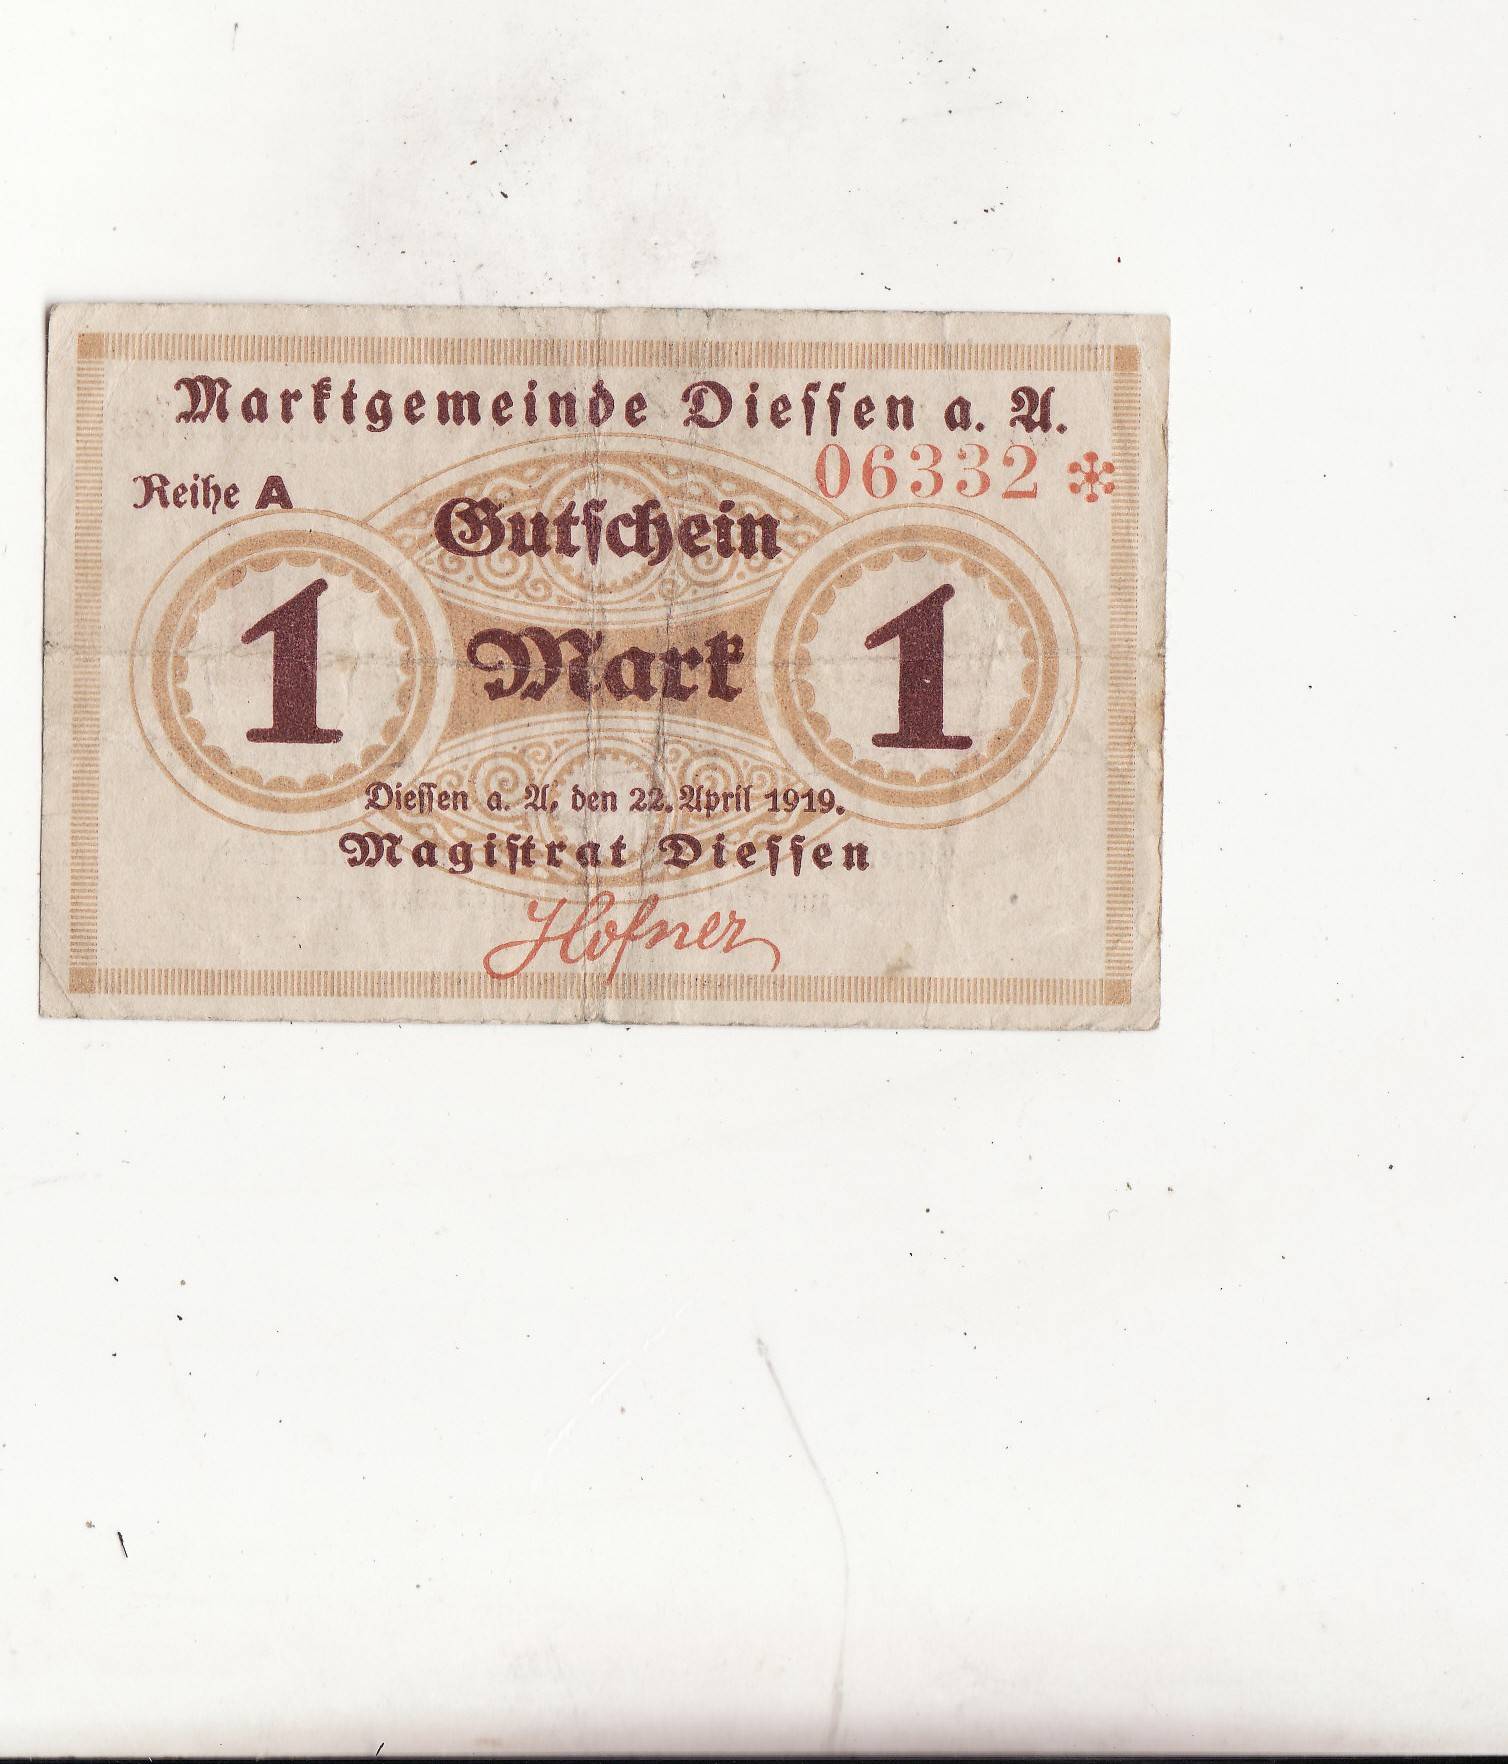 Marktgemeinde Diessen a. A.
06332
Reihe A
Gutschein
1 Mark 1
Diessen a. A. den 22. April 1919.
Magistrat Diessen
Hofner